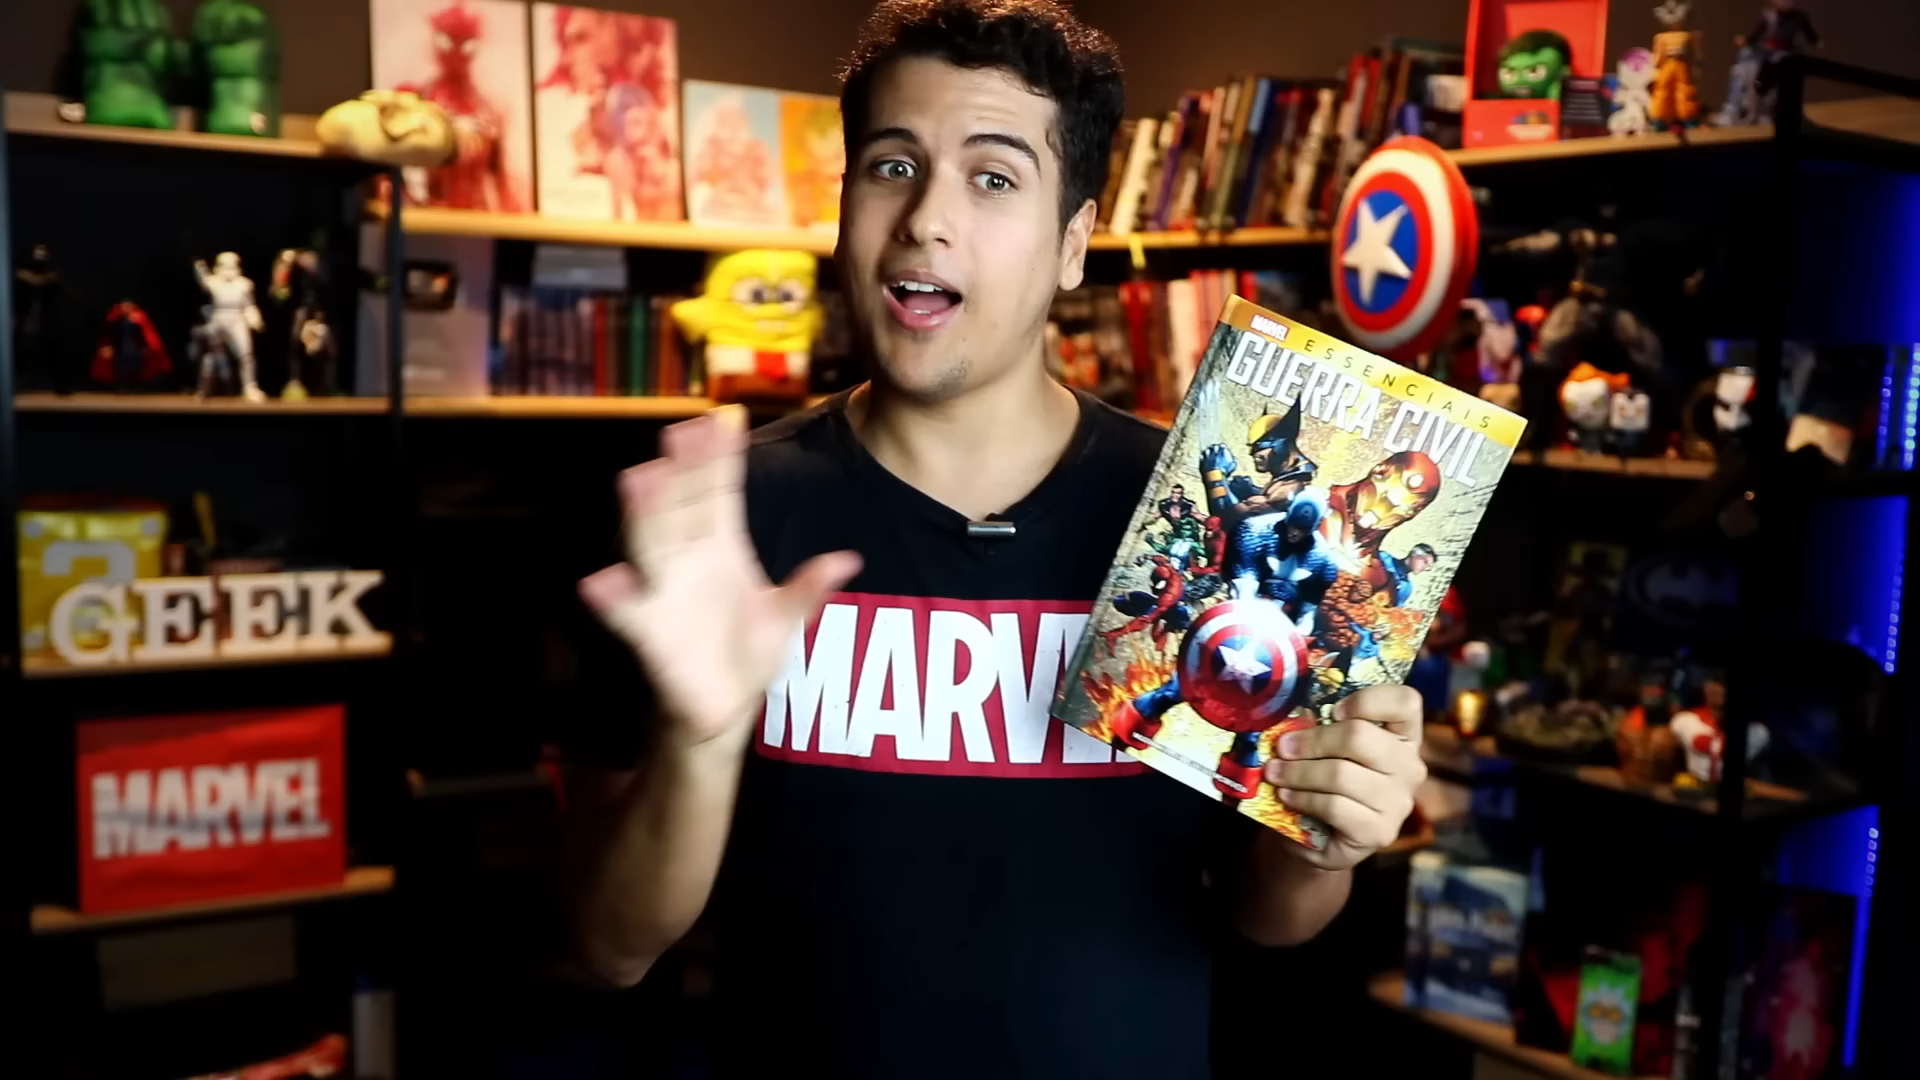 MARVEL
ESSENCIAIS
GUERRA CIVIL
?
GEEK
MARVEL
MARVEL